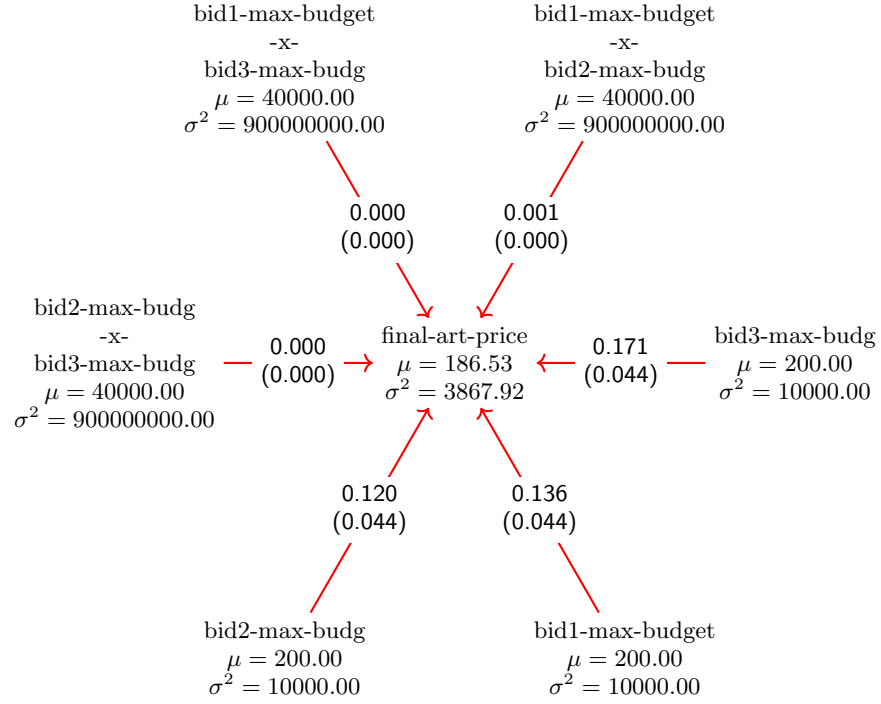 bid1-max-budget
-x-
bid3-max-budg
μ = 40000.00
σ² = 900000000.00
bid1-max-budget
-x-
bid2-max-budg
μ = 40000.00
σ² = 900000000.00
0.000
(0.000)
0.001
(0.000)
bid2-max-budg
-x-
bid3-max-budg
μ = 40000.00
σ² = 900000000.00
0.000
(0.000)
final-art-price
μ = 186.53
σ² = 3867.92
0.171
(0.044)
bid3-max-budg
μ = 200.00
σ² = 10000.00
0.120
(0.044)
0.136
(0.044)
bid2-max-budg
μ = 200.00
σ² = 10000.00
bid1-max-budget
μ = 200.00
σ² = 10000.00